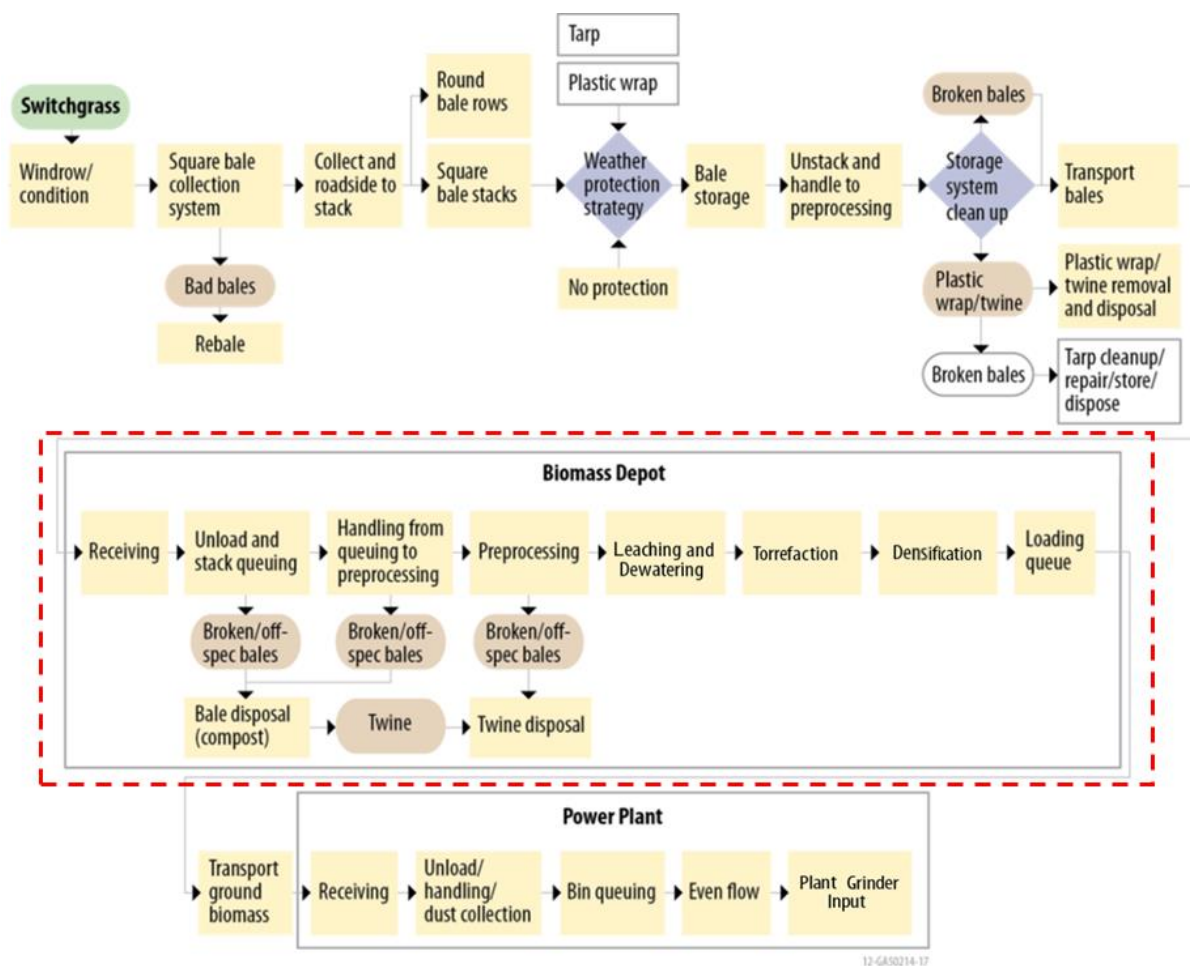 Tarp
Plastic wrap
Switchgrass
Windrow/
condition
Square bale
collection
system
Collect and
roadside to
stack
Round
bale rows
Square
bale stacks
Weather
protection
strategy
Bale
storage
Unstack and
handle to
preprocessing
Broken bales
Storage
system
clean up
Transport
bales
Bad bales
Rebale
No protection
Plastic
wrap/twine
Plastic wrap/
twine removal
and disposal
Broken bales
Tarp cleanup/
repair/store/
dispose
Biomass Depot
Receiving
Unload and
stack queuing
Handling from
queuing to
preprocessing
Preprocessing
Leaching and
Dewatering
Torrefaction
Densification
Loading
queue
Broken/off-
spec bales
Broken/off-
spec bales
Broken/off-
spec bales
Bale disposal
(compost)
Twine
Twine disposal
Power Plant
Transport
ground
biomass
Receiving
Unload/
handling/
dust collection
Bin queuing
Even flow
Plant Grinder
Input
12-GA50214-17